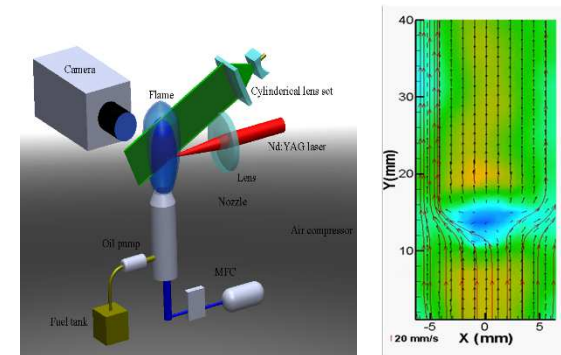 Camera
Flame
Cylinderical lens set
Nd:YAG laser
Lens
Nozzle
Air compressor
Oil pump
MFC
Fuel tank
40
30
20
10
Y(mm)
-5 0 5
X (mm)
20 mm/s